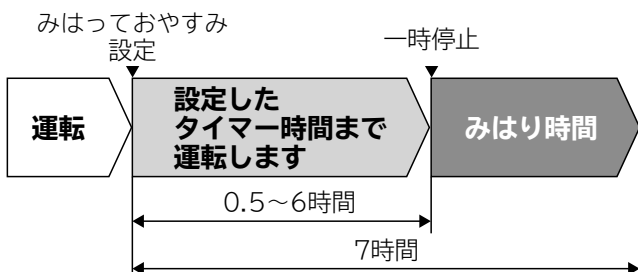 みはっておやすみ
設定
一時停止
運転
設定した
タイマー時間まで
運転します
みはり時間
0.5～6時間
7時間